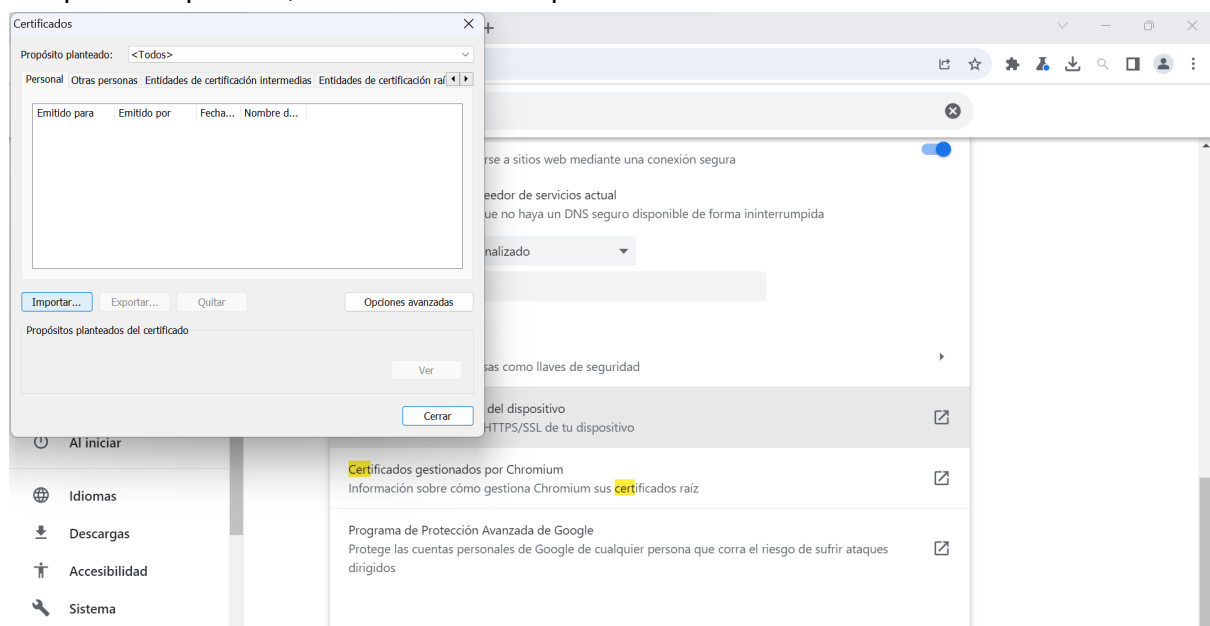 Certificados
Propósito planteado: <Todos>
Personal Otras personas Entidades de certificación intermedias Entidades de certificación raí
Emitido para Emitido por Fecha... Nombre d...
Importar... Exportar... Quitar Opciones avanzadas
Propósitos planteados del certificado
Ver
Cerrar
rse a sitios web mediante una conexión segura
eedor de servicios actual
ue no haya un DNS seguro disponible de forma ininterrumpida
nalizado
sas como llaves de seguridad
del dispositivo
HTTPS/SSL de tu dispositivo
Certificados gestionados por Chromium
Información sobre cómo gestiona Chromium sus certificados raíz
Programa de Protección Avanzada de Google
Protege las cuentas personales de Google de cualquier persona que corra el riesgo de sufrir ataques
dirigidos
Al iniciar
Idiomas
Descargas
Accesibilidad
Sistema